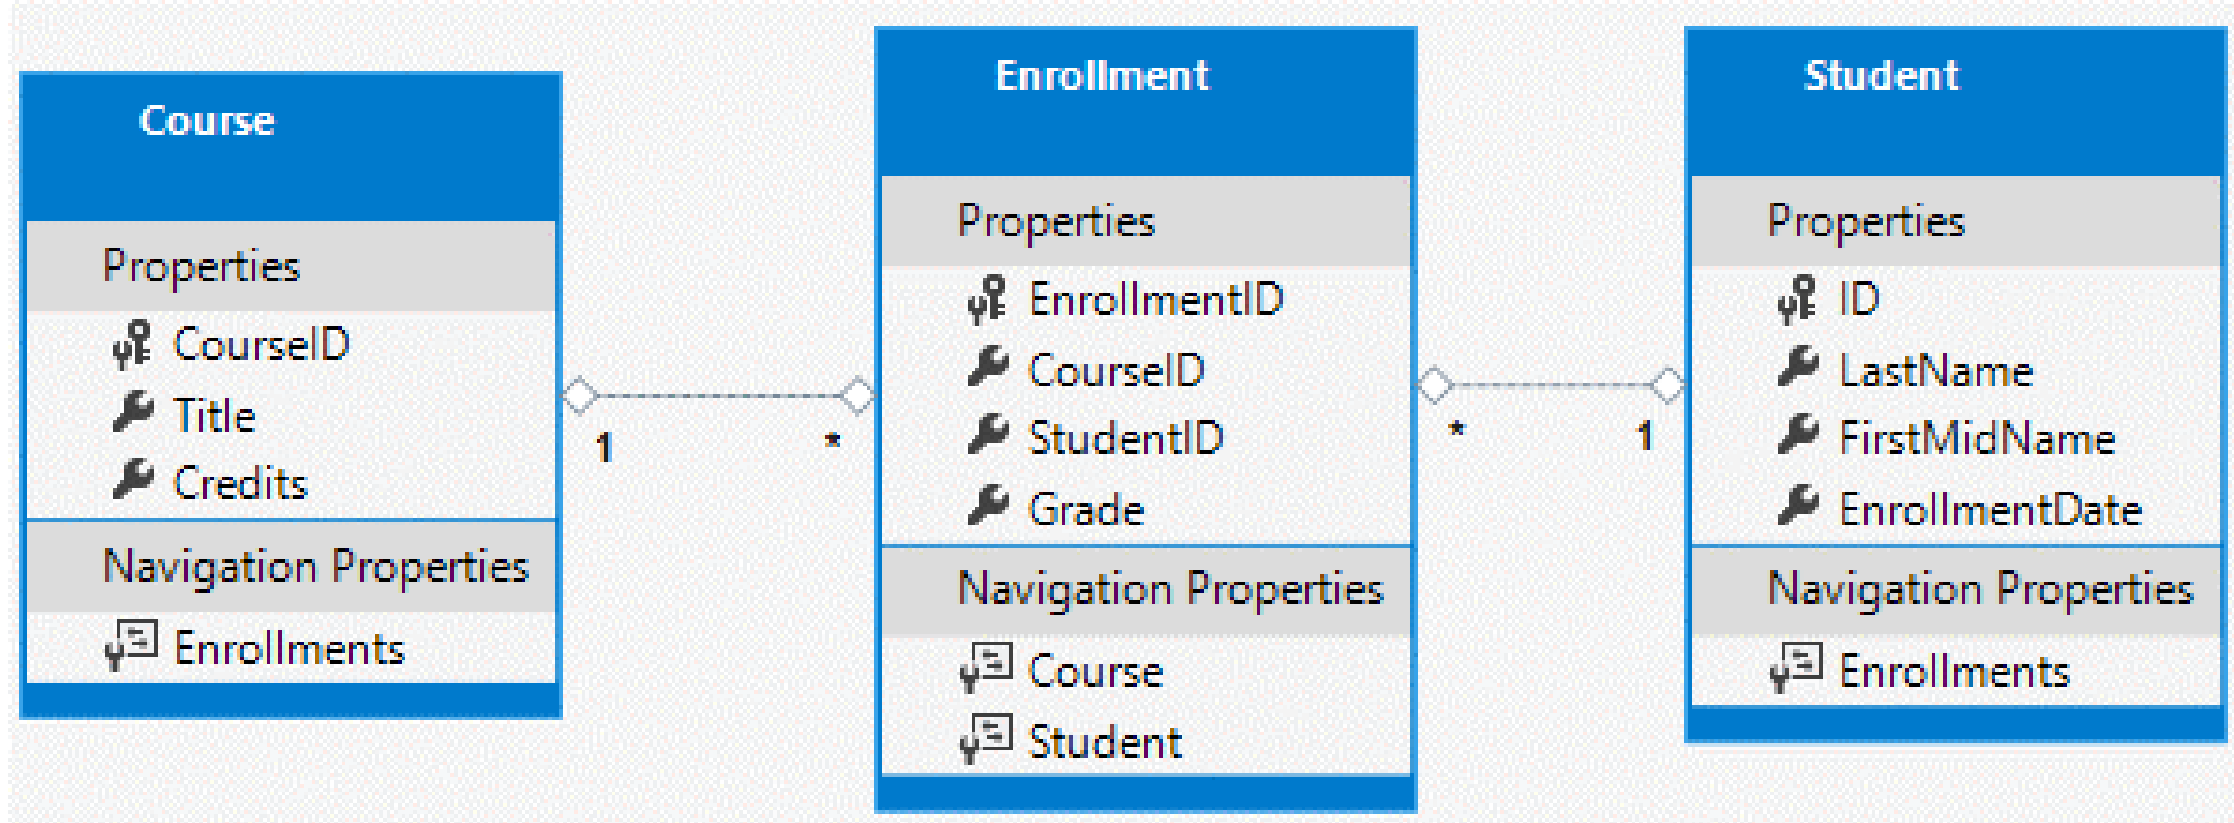 Course
Properties
CourseID
Title
Credits
Navigation Properties
Enrollments
1
*
Enrollment
Properties
EnrollmentID
CourseID
StudentID
Grade
Navigation Properties
Course
Student
*
1
Student
Properties
ID
LastName
FirstMidName
EnrollmentDate
Navigation Properties
Enrollments